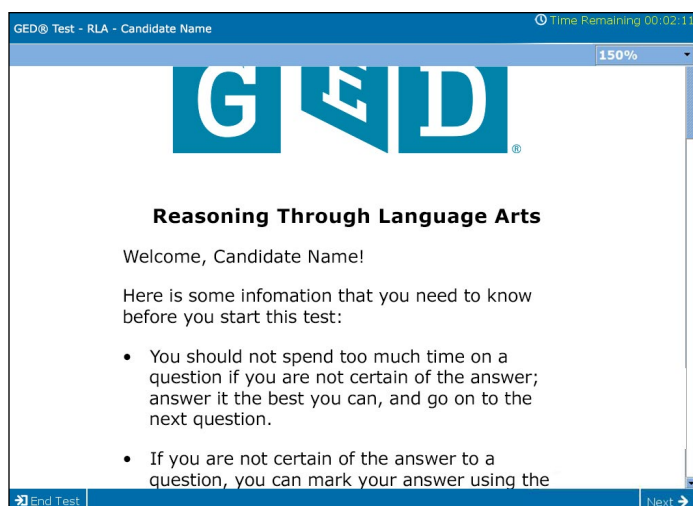 GED® Test - RLA - Candidate Name
Time Remaining 00:02:11
150%
GED®
Reasoning Through Language Arts
Welcome, Candidate Name!
Here is some infomation that you need to know
before you start this test:
• You should not spend too much time on a
question if you are not certain of the answer;
answer it the best you can, and go on to the
next question.
• If you are not certain of the answer to a
question, you can mark your answer using the
End Test
Next